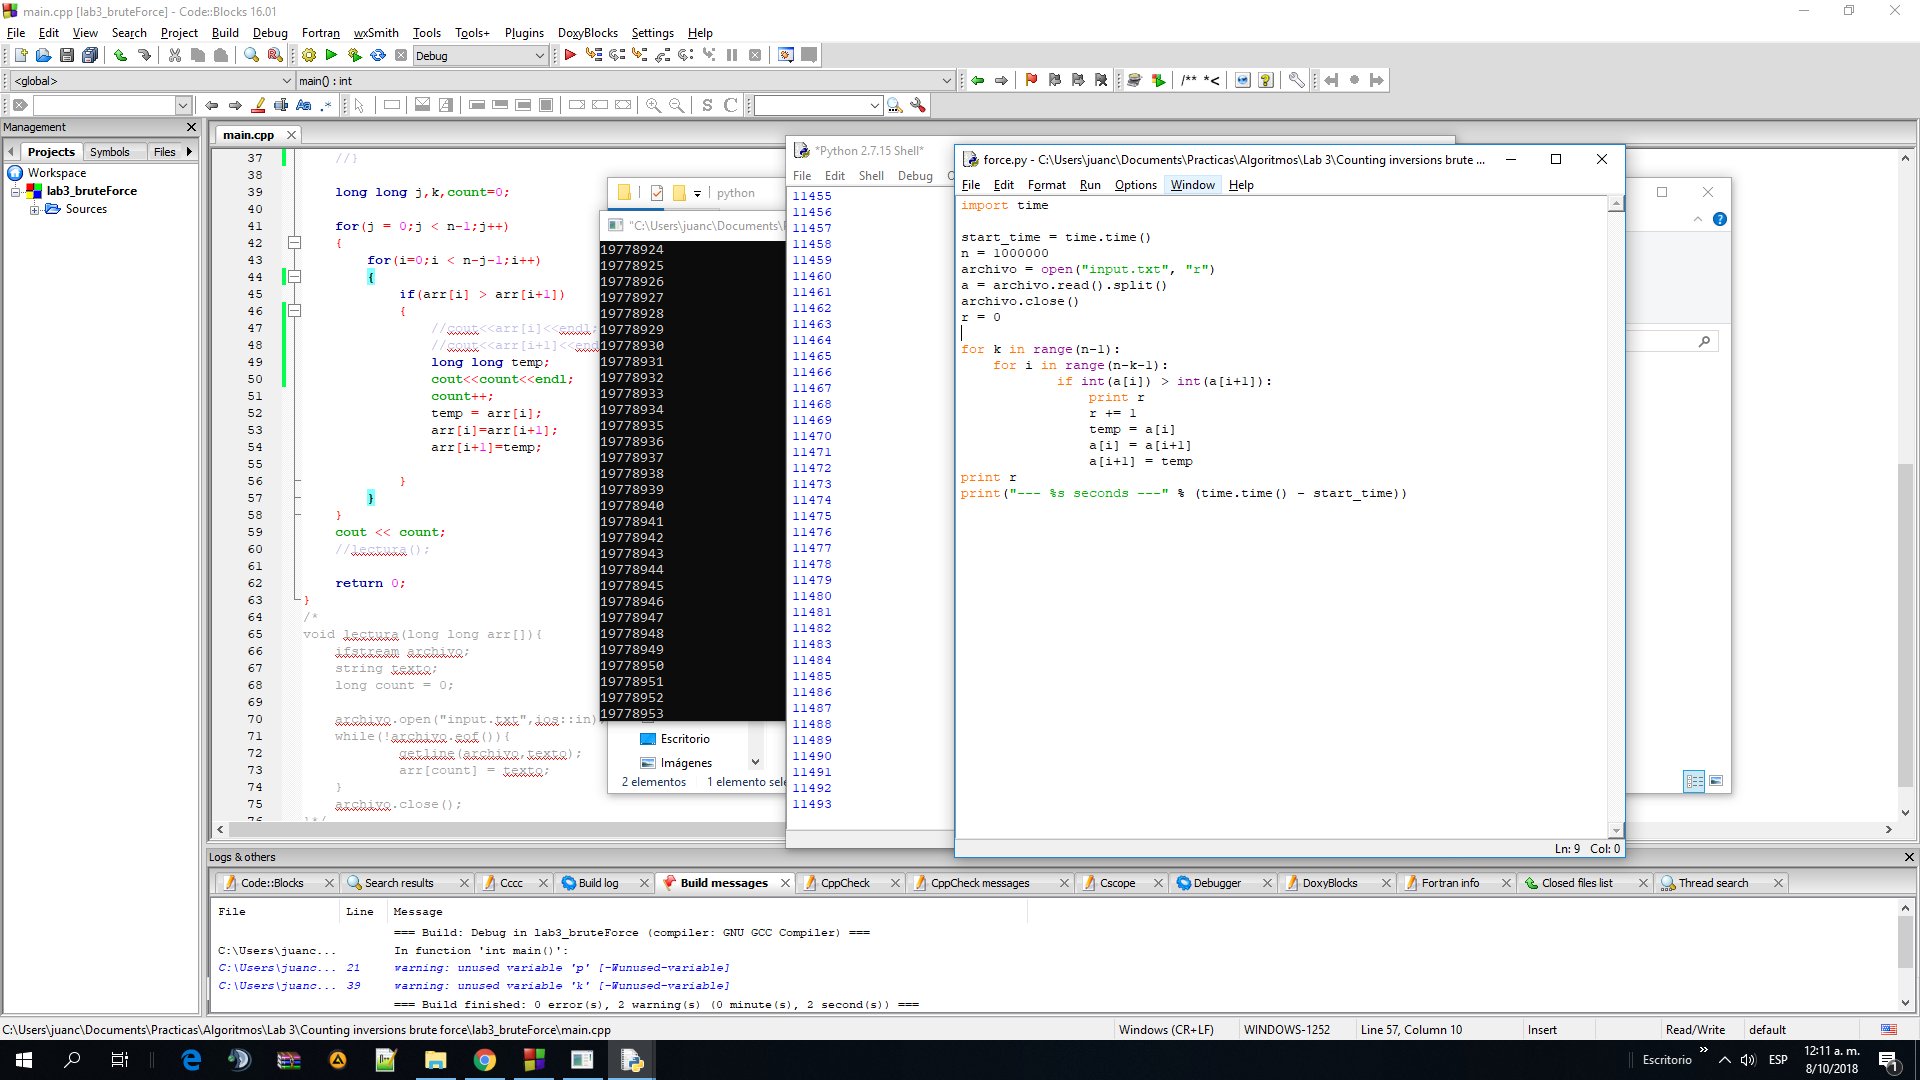 main.cpp [lab3_bruteForce] - Code::Blocks 16.01
File Edit View Search Project Build Debug Fortran wxSmith Tools Tools+ Plugins DoxyBlocks Settings Help
Debug
<global> main() : int
/** *<
Aa .* S C
Management
Projects Symbols Files
Workspace
lab3_bruteForce
Sources
main.cpp
37 //}
38
39 long long j,k,count=0;
40
41 for(j = 0;j < n-1;j++)
42 {
43 for(i=0;i < n-j-1;i++)
44 {
45 if(arr[i] > arr[i+1])
46 {
47 //cout<<arr[i]<<endl;
48 //cout<<arr[i+1]<<end
49 long long temp;
50 cout<<count<<endl;
51 count++;
52 temp = arr[i];
53 arr[i]=arr[i+1];
54 arr[i+1]=temp;
55
56 }
57 }
58 }
59 cout << count;
60 //lectura();
61
62 return 0;
63 }
64 /*
65 void lectura(long long arr[]){
66 ifstream archivo;
67 string texto;
68 long count = 0;
69
70 archivo.open("input.txt",ios::in)
71 while(!archivo.eof()){
72 getline(archivo,texto);
73 arr[count] = texto;
74 }
75 archivo.close();
76 }*/
python
"C:\Users\juanc\Documents\P
19778924
19778925
19778926
19778927
19778928
19778929
19778930
19778931
19778932
19778933
19778934
19778935
19778936
19778937
19778938
19778939
19778940
19778941
19778942
19778943
19778944
19778945
19778946
19778947
19778948
19778949
19778950
19778951
19778952
19778953
Escritorio
Imágenes
2 elementos 1 elemento sele
*Python 2.7.15 Shell*
File Edit Shell Debug
11455
11456
11457
11458
11459
11460
11461
11462
11463
11464
11465
11466
11467
11468
11469
11470
11471
11472
11473
11474
11475
11476
11477
11478
11479
11480
11481
11482
11483
11484
11485
11486
11487
11488
11489
11490
11491
11492
11493
force.py - C:\Users\juanc\Documents\Practicas\Algoritmos\Lab 3\Counting inversions brute ...
File Edit Format Run Options Window Help
import time
start_time = time.time()
n = 1000000
archivo = open("input.txt", "r")
a = archivo.read().split()
archivo.close()
r = 0
for k in range(n-1):
for i in range(n-k-1):
if int(a[i]) > int(a[i+1]):
print r
r += 1
temp = a[i]
a[i] = a[i+1]
a[i+1] = temp
print r
print("--- %s seconds ---" % (time.time() - start_time))
Ln: 9 Col: 0
Logs & others
Code::Blocks Search results Cccc Build log Build messages CppCheck CppCheck messages Cscope Debugger DoxyBlocks Fortran info Closed files list Thread search
File Line Message
=== Build: Debug in lab3_bruteForce (compiler: GNU GCC Compiler) ===
C:\Users\juanc... In function 'int main()':
C:\Users\juanc... 21 warning: unused variable 'p' [-Wunused-variable]
C:\Users\juanc... 39 warning: unused variable 'k' [-Wunused-variable]
=== Build finished: 0 error(s), 2 warning(s) (0 minute(s), 2 second(s)) ===
C:\Users\juanc\Documents\Practicas\Algoritmos\Lab 3\Counting inversions brute force\lab3_bruteForce\main.cpp Windows (CR+LF) WINDOWS-1252 Line 57, Column 10 Insert Read/Write default
Escritorio ESP 12:11 a. m.
8/10/2018
1